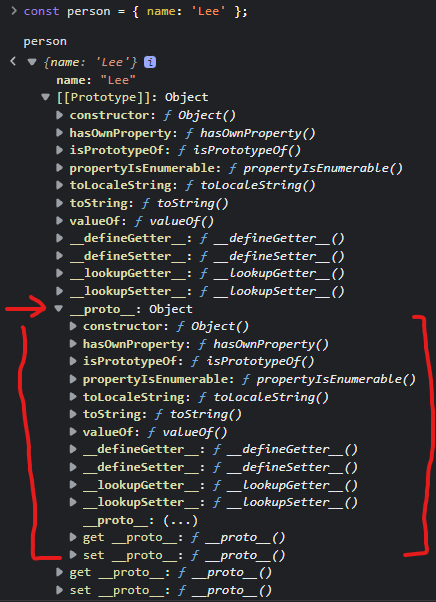 > const person = { name: 'Lee' };
person
< ▼ {name: 'Lee'} i
name: "Lee"
▼ [[Prototype]]: Object
▶ constructor: ƒ Object()
▶ hasOwnProperty: ƒ hasOwnProperty()
▶ isPrototypeOf: ƒ isPrototypeOf()
▶ propertyIsEnumerable: ƒ propertyIsEnumerable()
▶ toLocaleString: ƒ toLocaleString()
▶ toString: ƒ toString()
▶ valueOf: ƒ valueOf()
▶ __defineGetter__: ƒ __defineGetter__()
▶ __defineSetter__: ƒ __defineSetter__()
▶ __lookupGetter__: ƒ __lookupGetter__()
▶ __lookupSetter__: ƒ __lookupSetter__()
▼ __proto__: Object
▶ constructor: ƒ Object()
▶ hasOwnProperty: ƒ hasOwnProperty()
▶ isPrototypeOf: ƒ isPrototypeOf()
▶ propertyIsEnumerable: ƒ propertyIsEnumerable()
▶ toLocaleString: ƒ toLocaleString()
▶ toString: ƒ toString()
▶ valueOf: ƒ valueOf()
▶ __defineGetter__: ƒ __defineGetter__()
▶ __defineSetter__: ƒ __defineSetter__()
▶ __lookupGetter__: ƒ __lookupGetter__()
▶ __lookupSetter__: ƒ __lookupSetter__()
__proto__: (...)
▶ get __proto__: ƒ __proto__()
▶ set __proto__: ƒ __proto__()
▶ get __proto__: ƒ __proto__()
▶ set __proto__: ƒ __proto__()